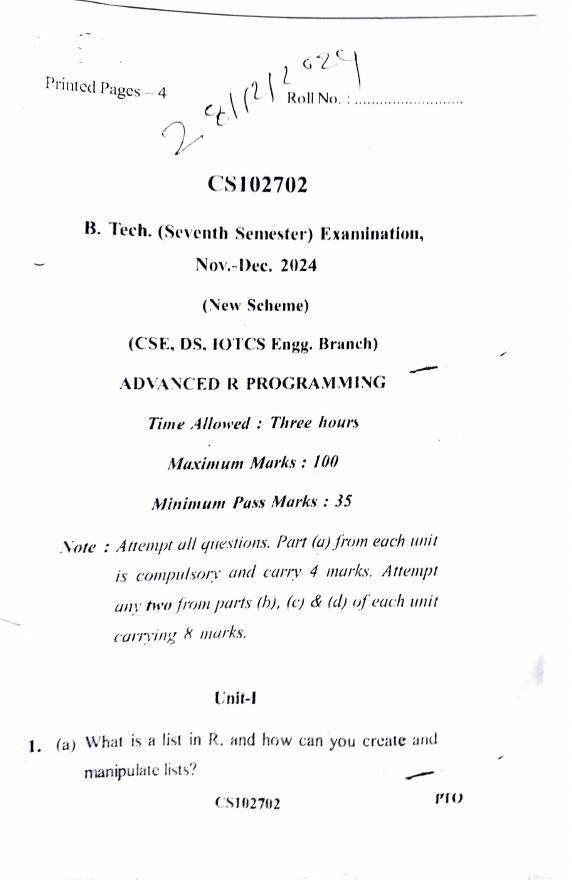 28/12/2024
Printed Pages – 4
Roll No. : ..........................
CS102702
B. Tech. (Seventh Semester) Examination,
Nov.-Dec. 2024
(New Scheme)
(CSE, DS, IOTCS Engg. Branch)
ADVANCED R PROGRAMMING
Time Allowed : Three hours
Maximum Marks : 100
Minimum Pass Marks : 35
Note : Attempt all questions. Part (a) from each unit
is compulsory and carry 4 marks. Attempt
any two from parts (b), (c) & (d) of each unit
carrying 8 marks.
Unit-I
1. (a) What is a list in R, and how can you create and
manipulate lists?
CS102702
PTO